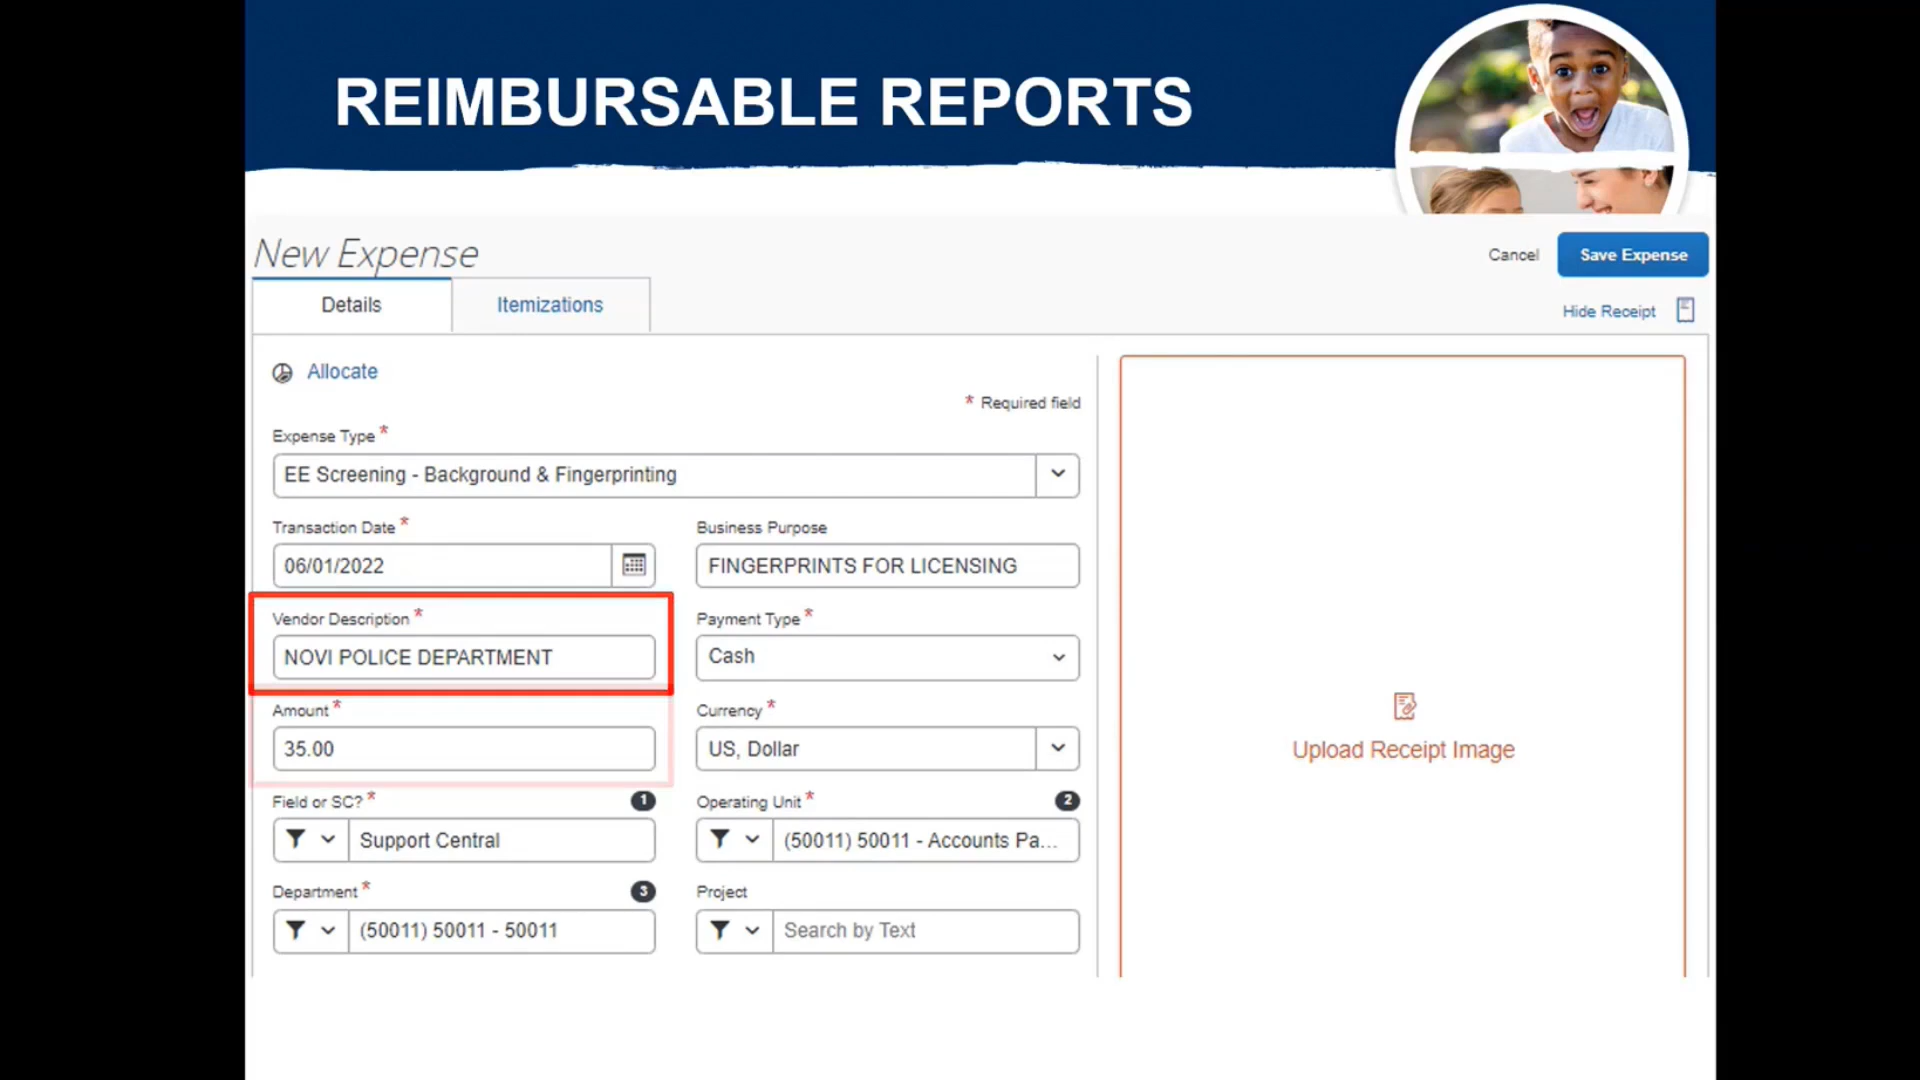 REIMBURSABLE REPORTS
New Expense
Cancel
Save Expense
Details
Itemizations
Hide Receipt
Allocate
* Required field
Expense Type *
EE Screening - Background & Fingerprinting
Transaction Date *
Business Purpose
06/01/2022
FINGERPRINTS FOR LICENSING
Vendor Description *
Payment Type *
NOVI POLICE DEPARTMENT
Cash
Amount *
Currency *
35.00
US, Dollar
Upload Receipt Image
Field or SC? *
1
Operating Unit *
2
Support Central
(50011) 50011 - Accounts Pa...
Department *
3
Project
(50011) 50011 - 50011
Search by Text